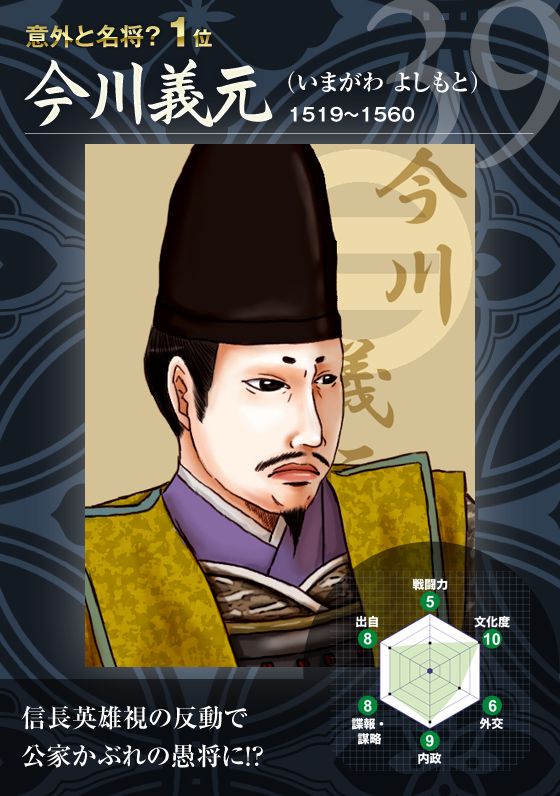 39
意外と名将? 1位
今川義元
（いまがわ よしもと）
1519~1560
今川義元
戦闘力
5
文化度
10
外交
6
内政
9
諜報・
謀略
8
出自
8
信長英雄視の反動で
公家かぶれの愚将に!?